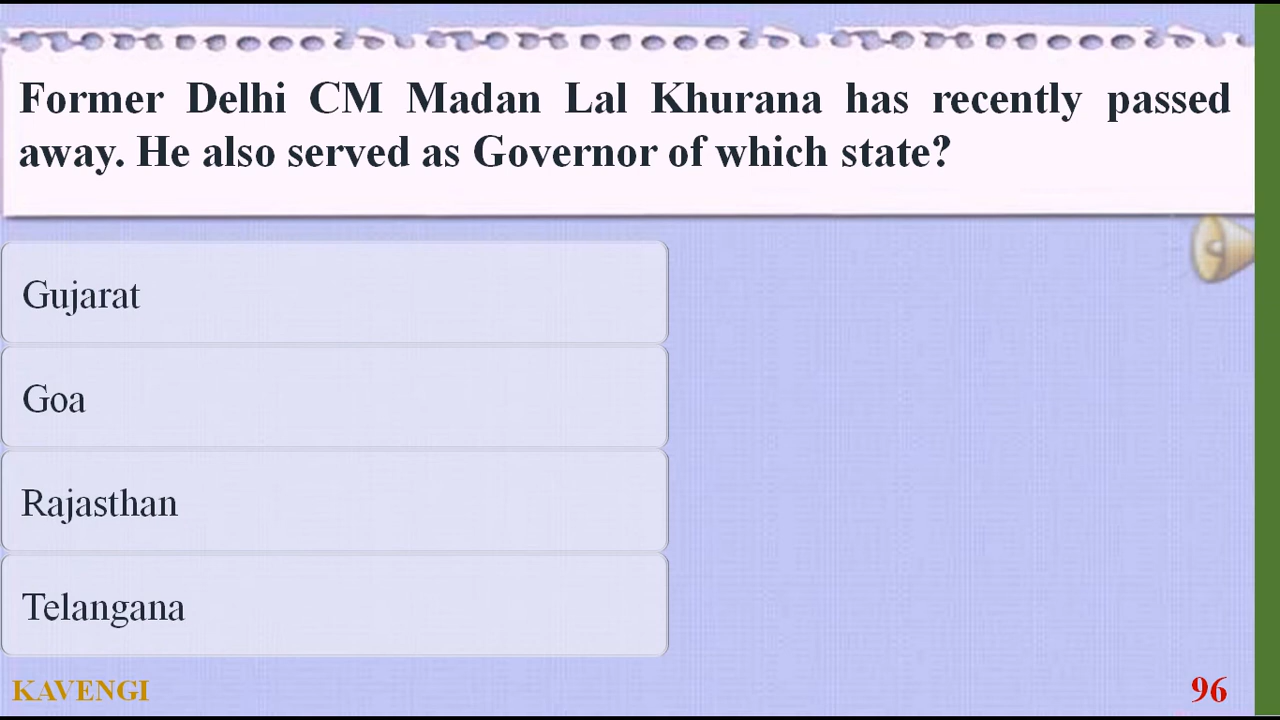 Former Delhi CM Madan Lal Khurana has recently passed
away. He also served as Governor of which state?
Gujarat
Goa
Rajasthan
Telangana
KAVENGI
96